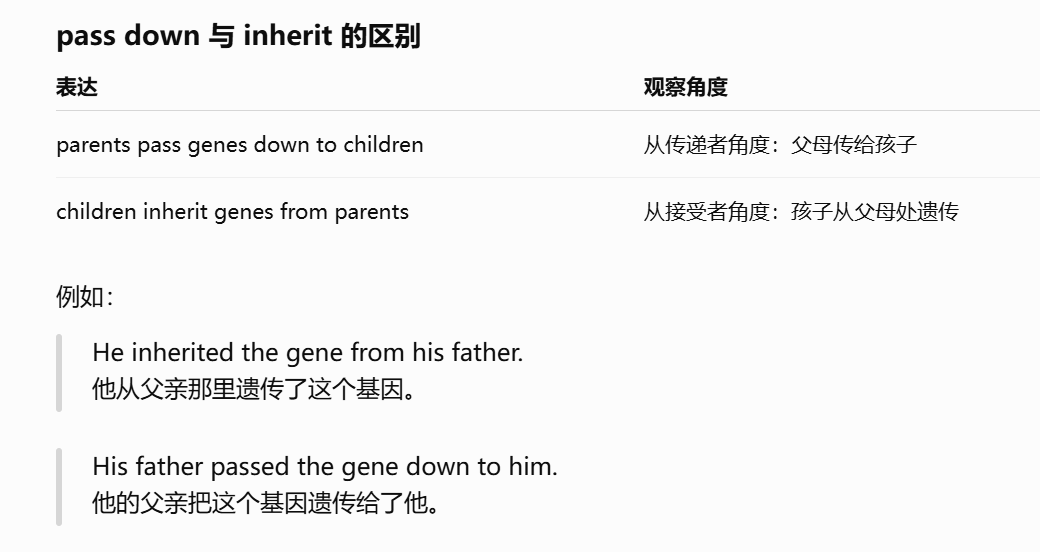 pass down 与 inherit 的区别
表达 观察角度
parents pass genes down to children 从传递者角度：父母传给孩子
children inherit genes from parents 从接受者角度：孩子从父母处遗传
例如：
He inherited the gene from his father.
他从父亲那里遗传了这个基因。
His father passed the gene down to him.
他的父亲把这个基因遗传给了他。